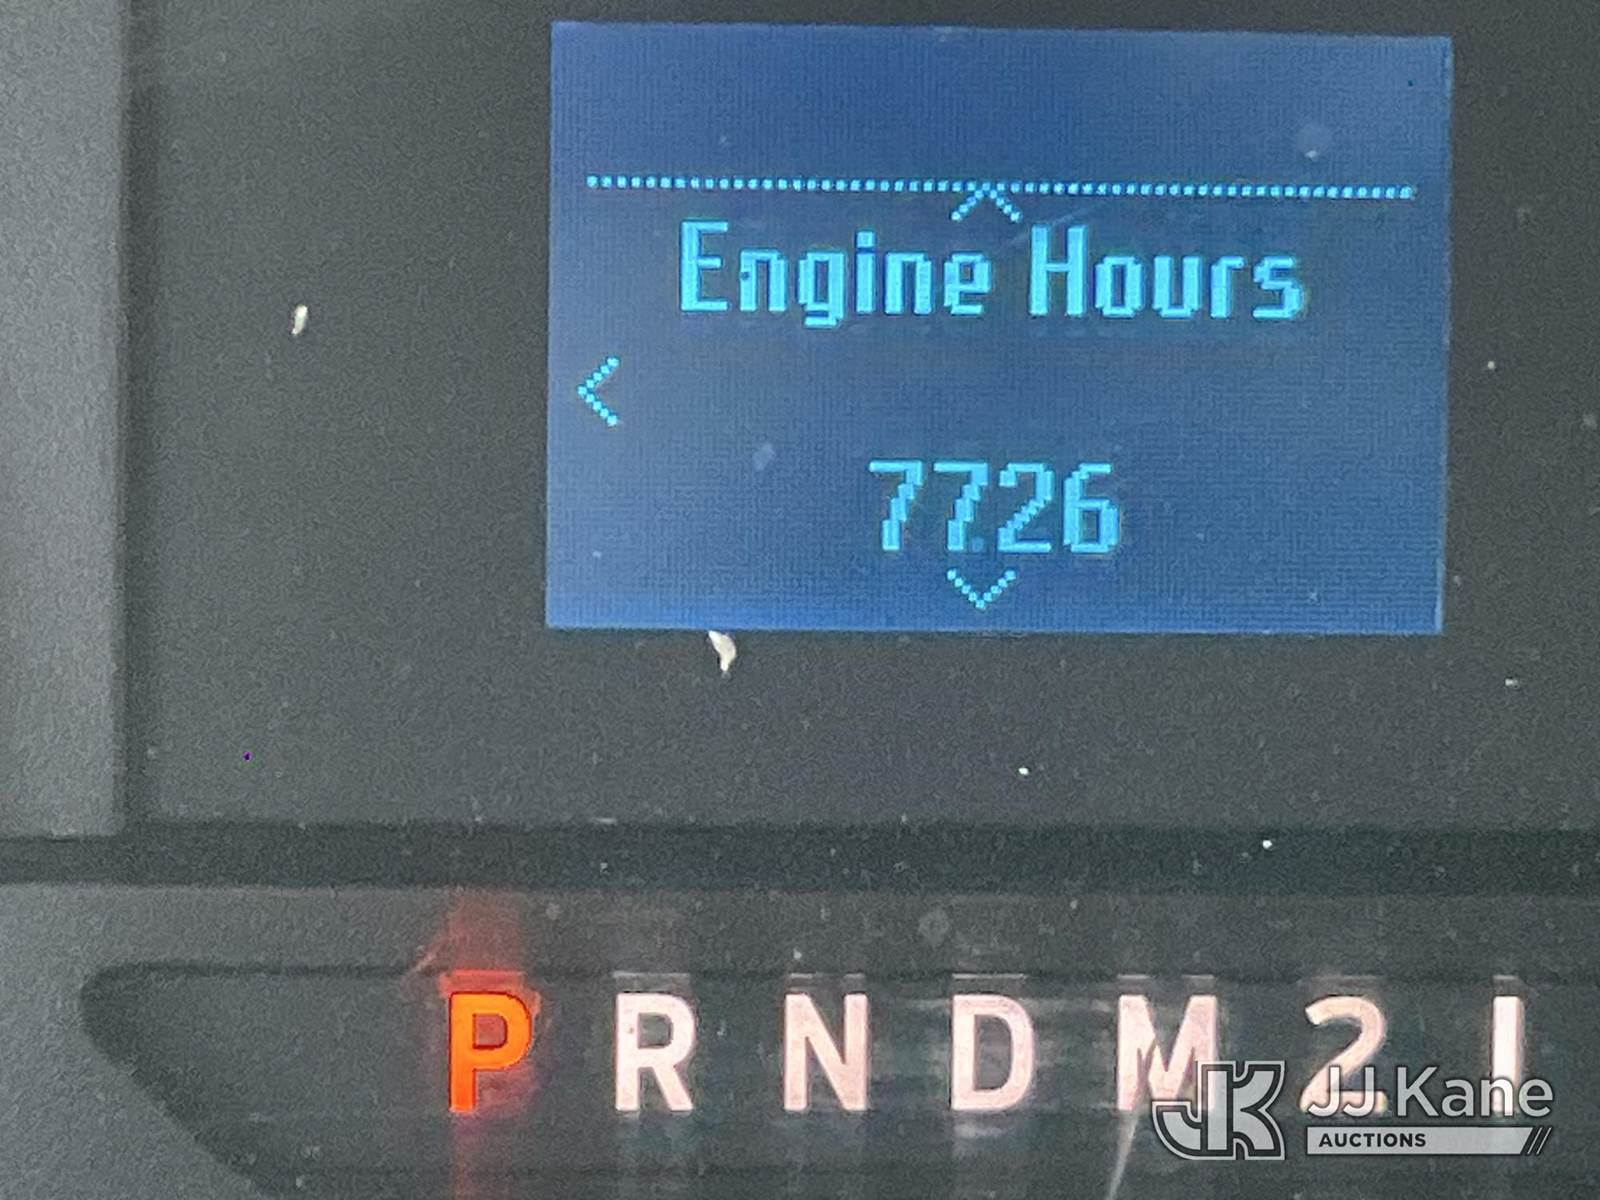 Engine Hours
7726
P R N D M 2 1
JJ Kane
AUCTIONS